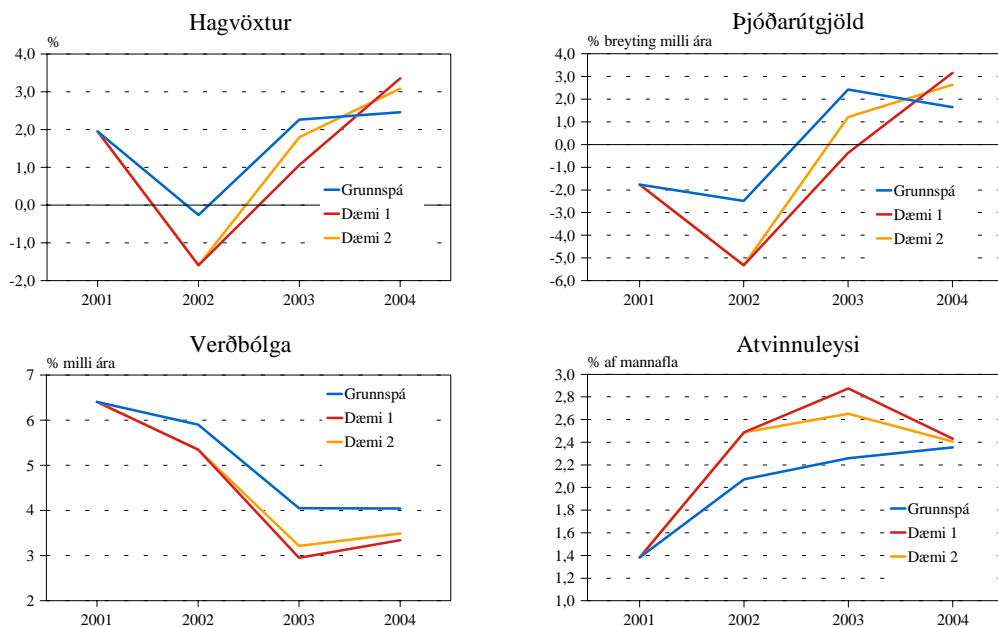 Hagvöxtur
%
4,0
3,0
2,0
1,0
0,0
-1,0
-2,0
Grunnspá
Dæmi 1
Dæmi 2
2001 2002 2003 2004
Þjóðarútgjöld
% breyting milli ára
4,0
3,0
2,0
1,0
0,0
-1,0
-2,0
-3,0
-4,0
-5,0
-6,0
Grunnspá
Dæmi 1
Dæmi 2
2001 2002 2003 2004
Verðbólga
% milli ára
7
6
5
4
3
2
Grunnspá
Dæmi 1
Dæmi 2
2001 2002 2003 2004
Atvinnuleysi
% af mannafla
3,0
2,8
2,6
2,4
2,2
2,0
1,8
1,6
1,4
1,2
1,0
Grunnspá
Dæmi 1
Dæmi 2
2001 2002 2003 2004